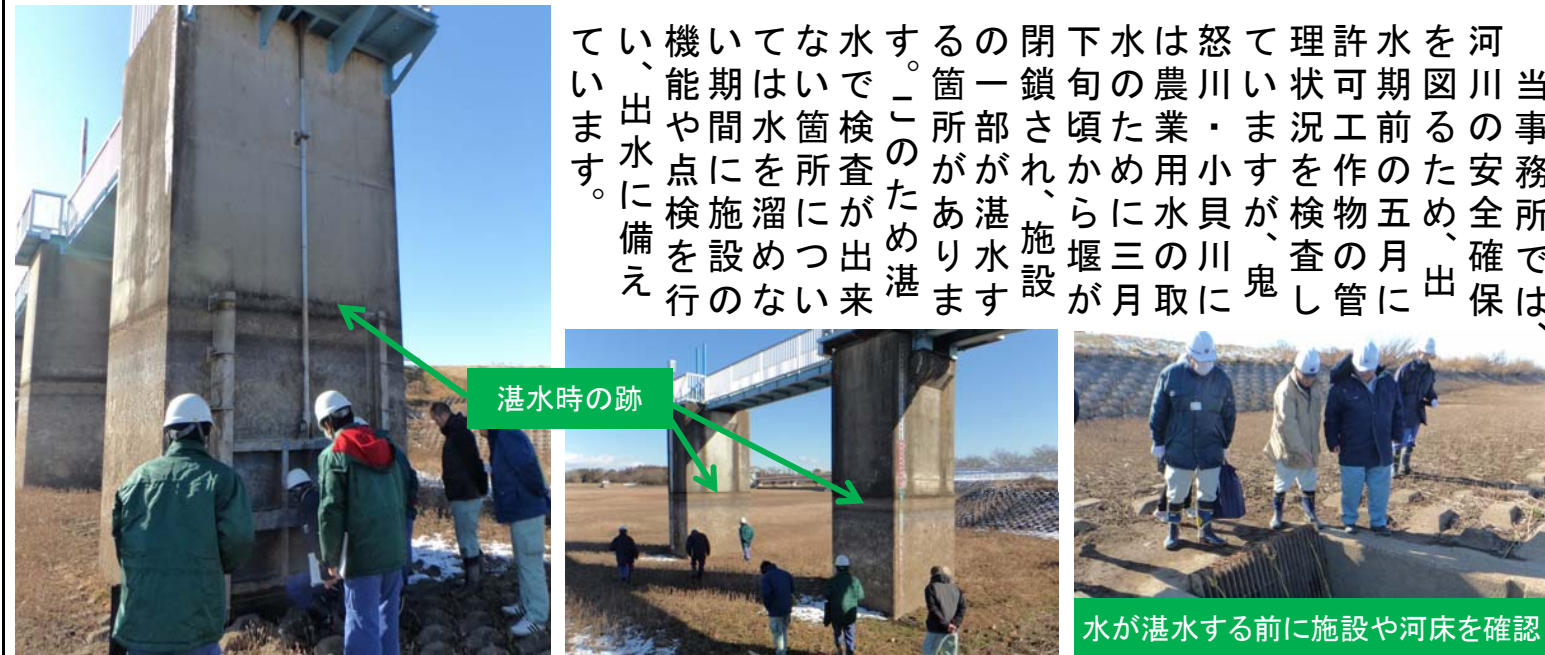 当事務所では、
河川の安全確保
を図るため、出
水期前の五月に
許可工作物の管
理状況を検査し
ていますが、鬼
怒川・小貝川に
は農業用水の取
水のために三月
下旬頃から堰が
閉鎖され、施設
の一部が湛水す
る箇所がありま
す。このため湛
水で検査が出来
ない箇所につい
ては水を溜めな
い期間に施設の
機能や点検を行
い、出水に備え
ています。
湛水時の跡
水が湛水する前に施設や河床を確認